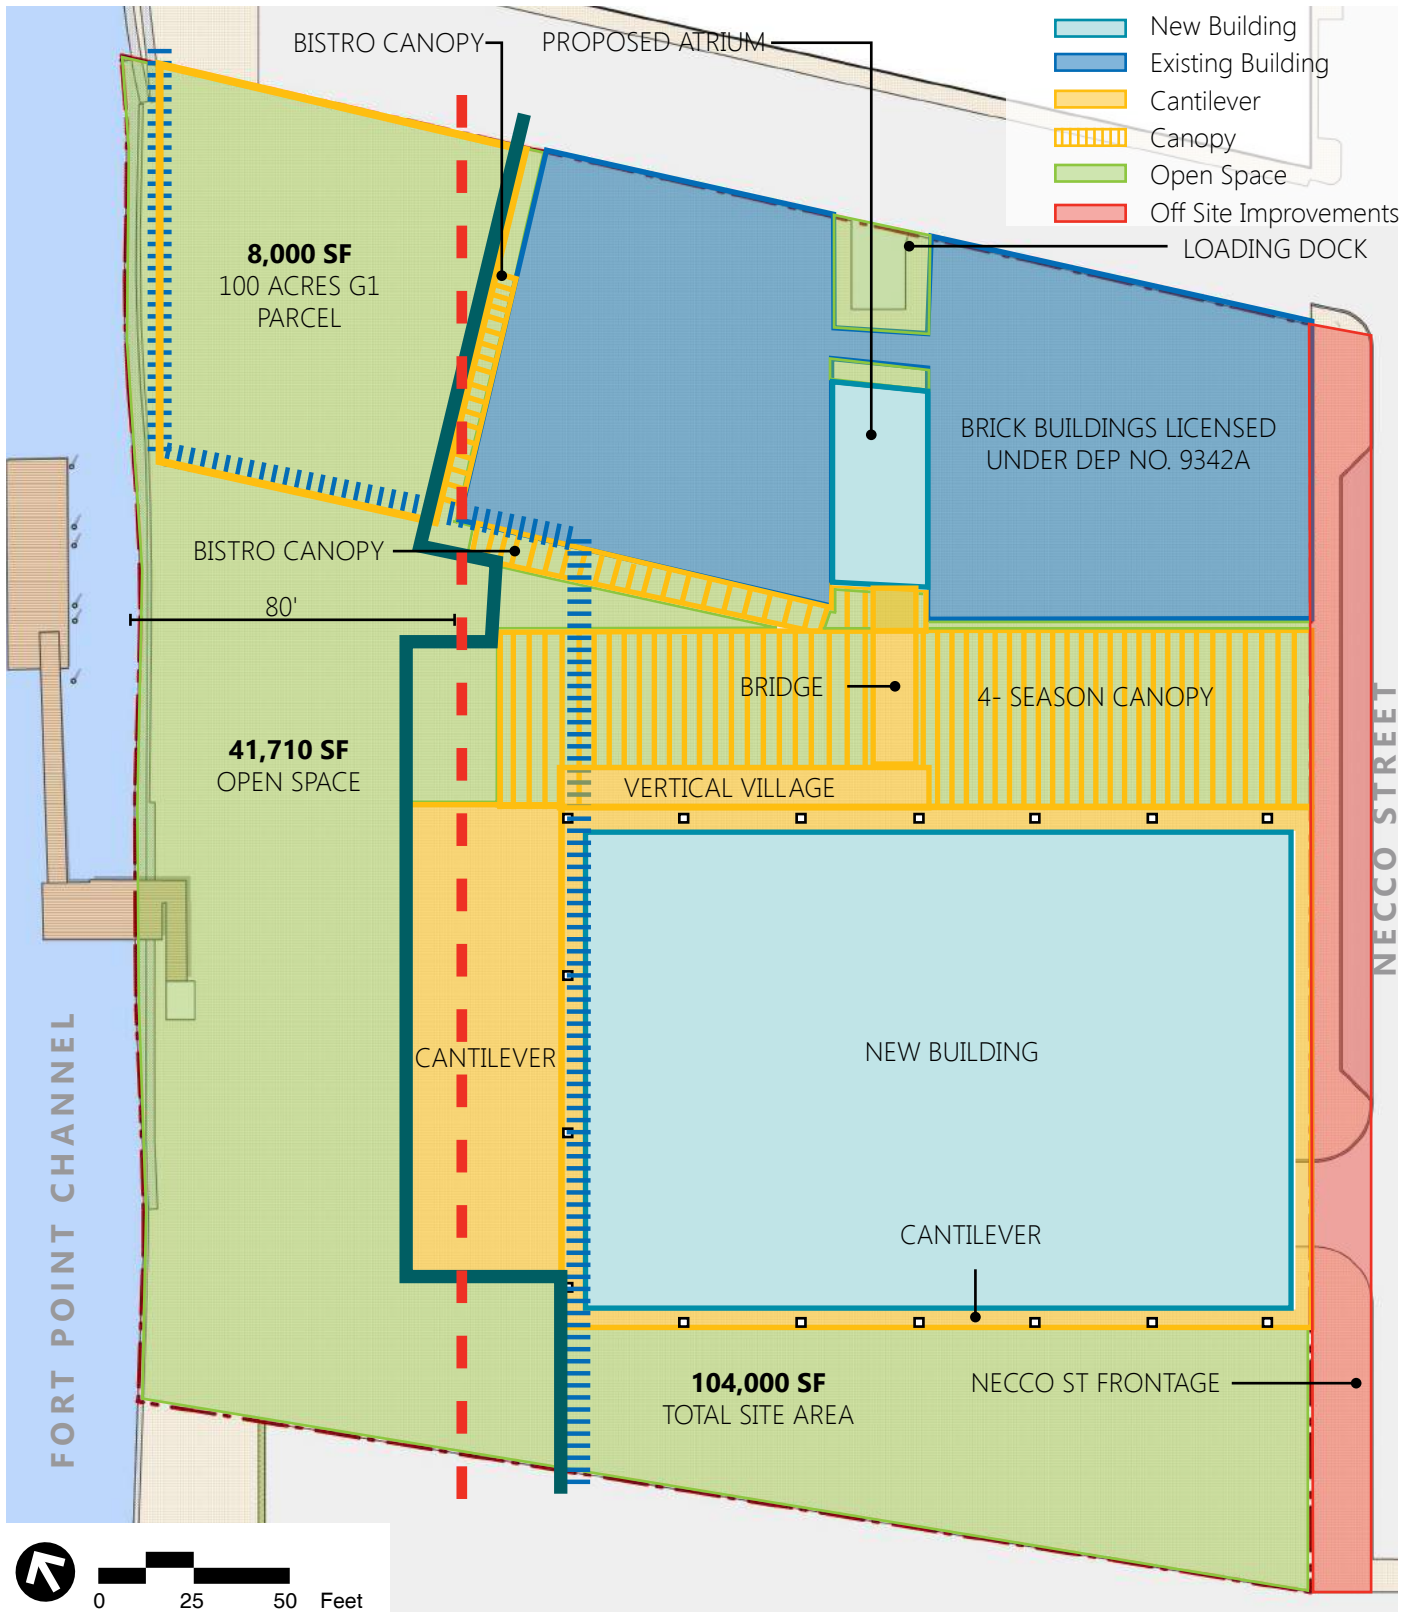 BISTRO CANOPY
PROPOSED ATRIUM
New Building
Existing Building
Cantilever
Canopy
Open Space
Off Site Improvements
LOADING DOCK
8,000 SF
100 ACRES G1
PARCEL
BRICK BUILDINGS LICENSED
UNDER DEP NO. 9342A
BISTRO CANOPY
80'
BRIDGE
4- SEASON CANOPY
41,710 SF
OPEN SPACE
VERTICAL VILLAGE
NECCO STREET
CANTILEVER
NEW BUILDING
FORT POINT CHANNEL
CANTILEVER
104,000 SF
TOTAL SITE AREA
NECCO ST FRONTAGE
0 25 50 Feet